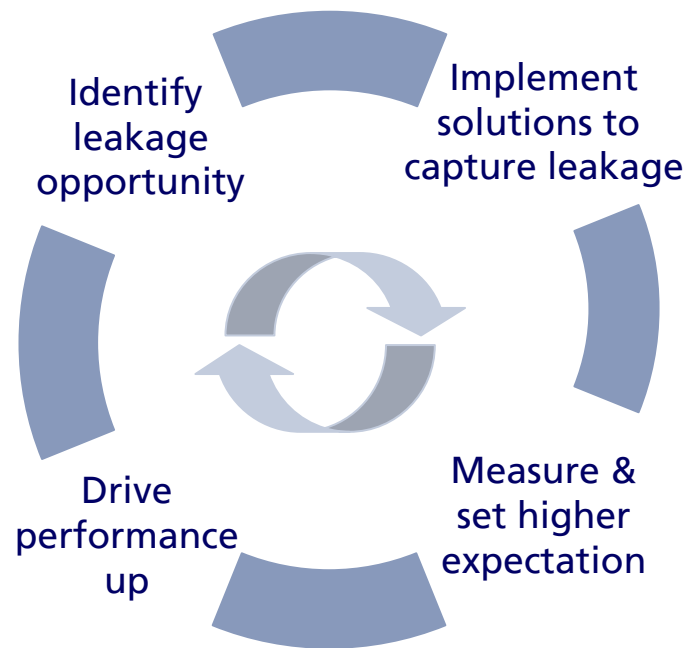 Identify
leakage
opportunity
Implement
solutions to
capture leakage
Measure &
set higher
expectation
Drive
performance
up